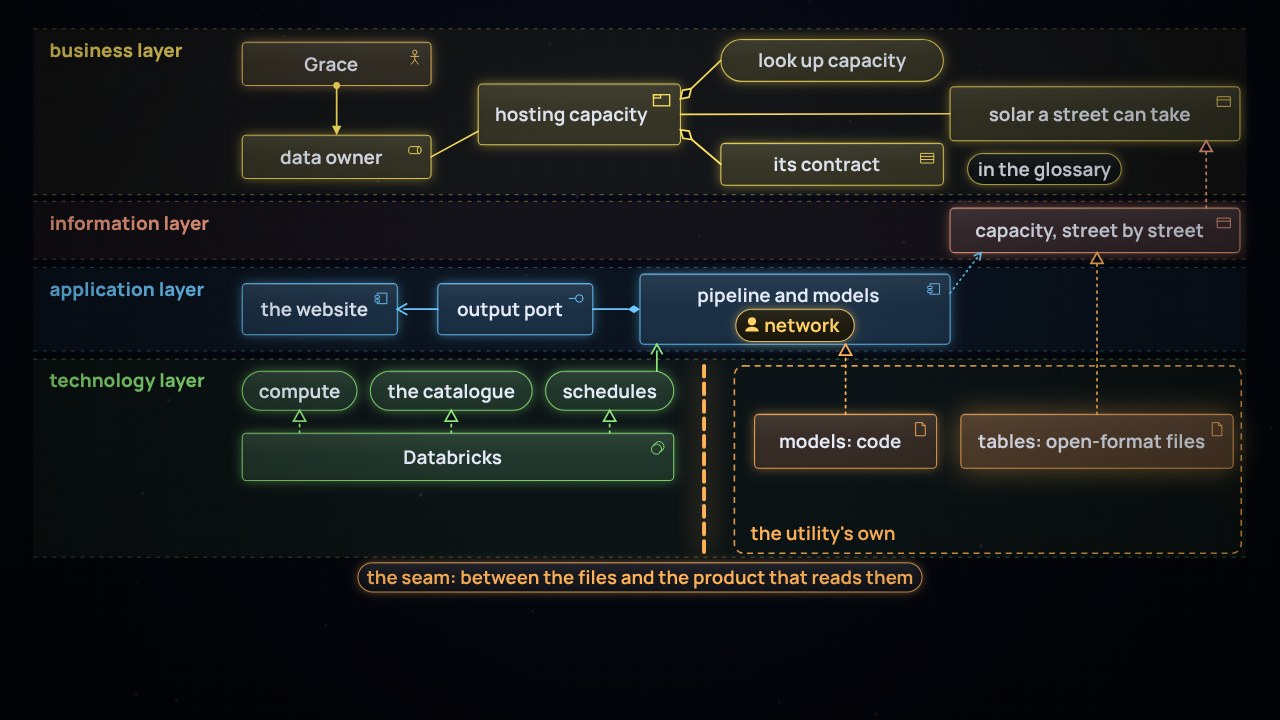 business layer
Grace
look up capacity
hosting capacity
solar a street can take
data owner
its contract
in the glossary
information layer
capacity, street by street
application layer
the website
output port
pipeline and models
network
technology layer
compute
the catalogue
schedules
models: code
tables: open-format files
Databricks
the utility's own
the seam: between the files and the product that reads them